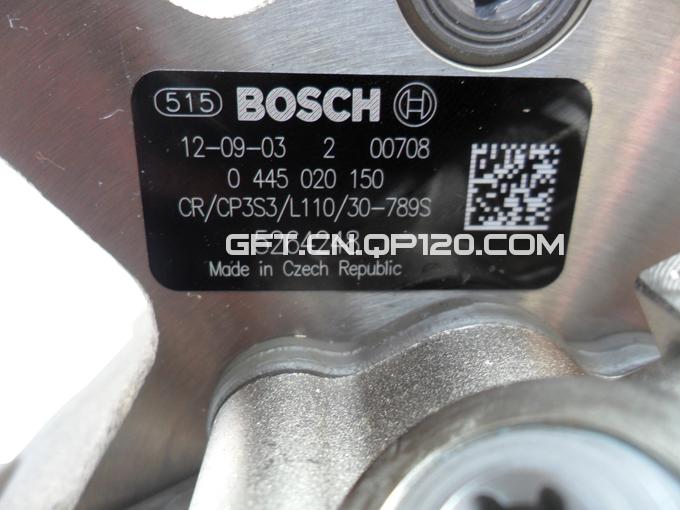 515 BOSCH
12-09-03 2 00708
0 445 020 150
CR/CP3S3/L110/30-789S
5264248
GFT.CN.QP120.COM
Made in Czech Republic